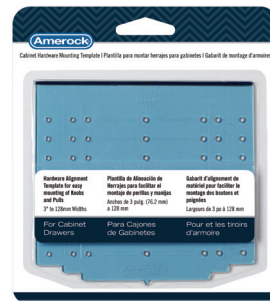 Amerock
Cabinet Hardware Mounting Template | Plantilla para montar herrajes para gabinetes | Gabarit de montage d'armoires
Hardware Alignment
Template for easy
mounting of Knobs
and Pulls
3" to 128mm Widths
Plantilla de Alineación de
Herrajes para facilitar el
montaje de perillas y manijas
Anchos de 3 pulg. (76.2 mm)
a 128 mm
Gabarit d'alignement de
matériel pour faciliter le
montage des boutons et
poignées
Largeurs de 3 po à 128 mm
For Cabinet
Drawers
Para Cajones
de Gabinetes
Pour et les tiroirs
d'armoire
Amerock